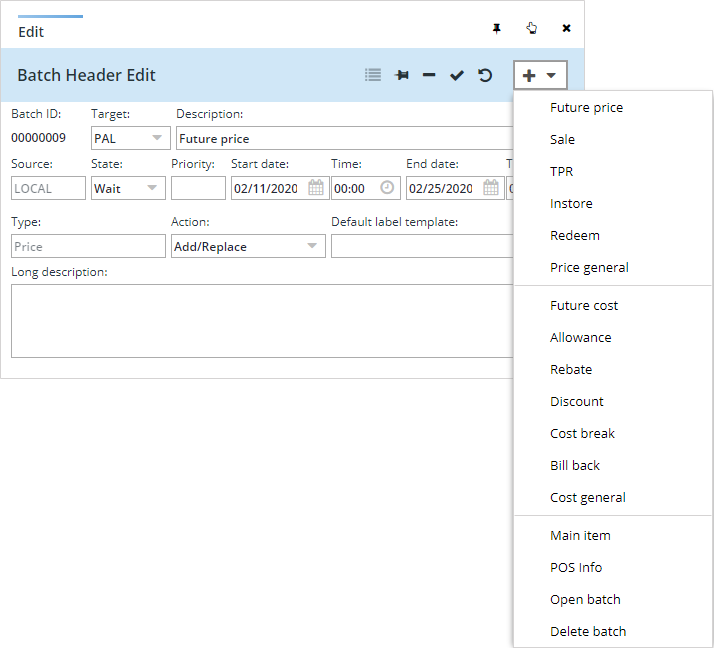 Edit
Batch Header Edit
Batch ID: Target: Description:
00000009 PAL Future price
Source: State: Priority: Start date: Time: End date: T
LOCAL Wait 02/11/2020 00:00 02/25/2020
Type: Action: Default label template:
Price Add/Replace
Long description:
Future price
Sale
TPR
Instore
Redeem
Price general
Future cost
Allowance
Rebate
Discount
Cost break
Bill back
Cost general
Main item
POS Info
Open batch
Delete batch